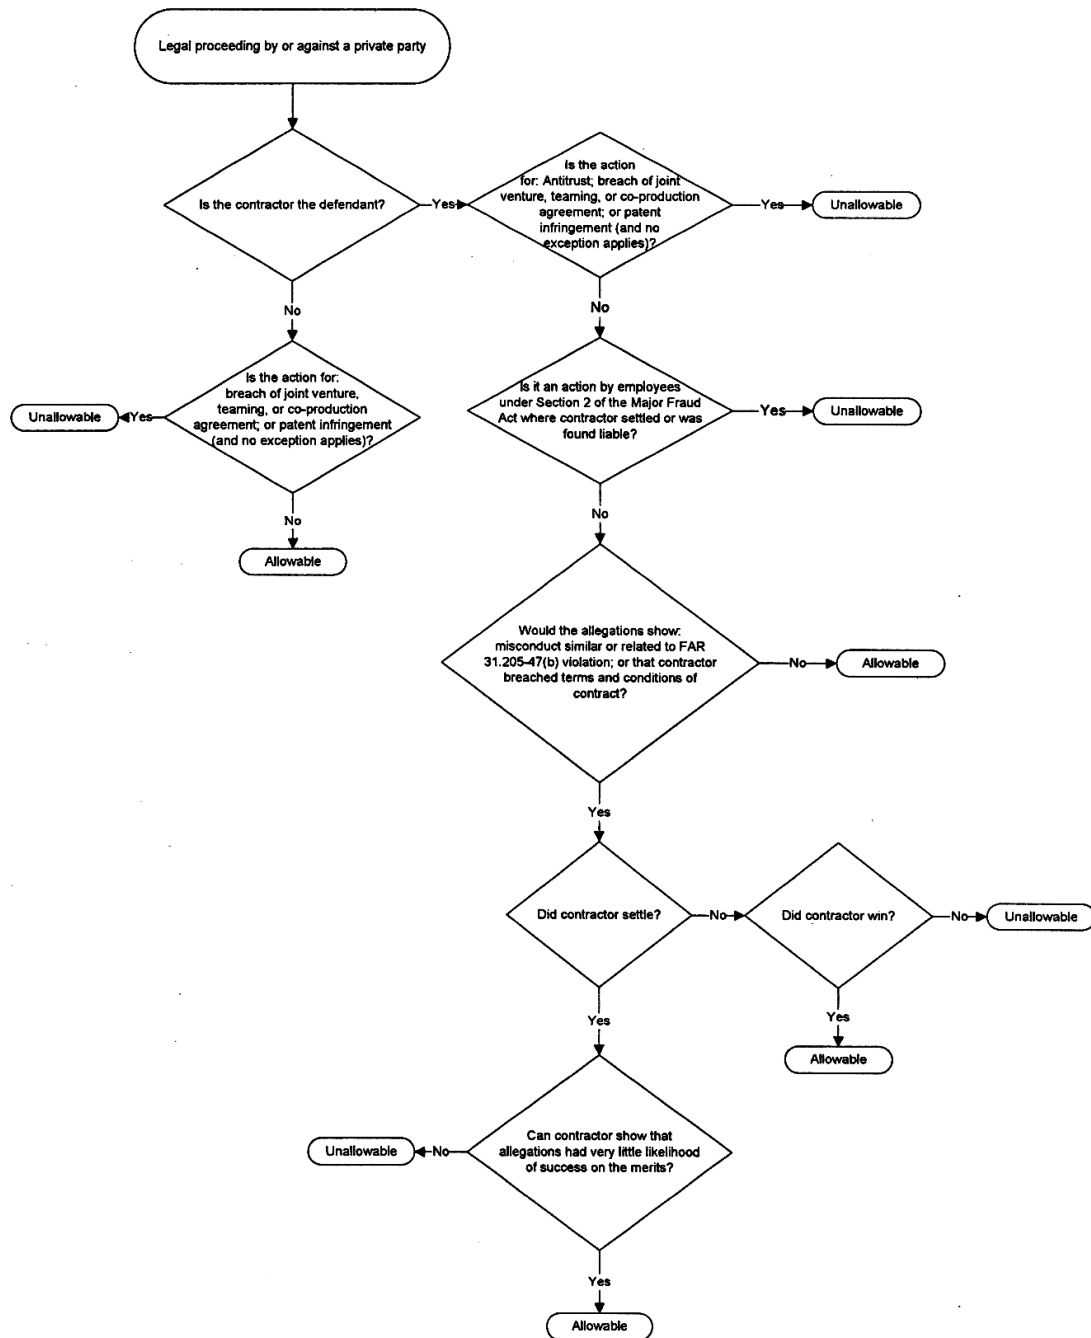 Legal proceeding by or against a private party
Is the contractor the defendant?
Yes
Is the action
for: Antitrust; breach of joint
venture, teaming, or co-production
agreement; or patent
infringement (and no
exception applies)?
Yes
Unallowable
No
No
Is the action for:
breach of joint venture,
teaming, or co-production
agreement; or patent infringement
(and no exception applies)?
Yes
Unallowable
Is it an action by employees
under Section 2 of the Major Fraud
Act where contractor settled or was
found liable?
Yes
Unallowable
No
Allowable
No
Would the allegations show:
misconduct similar or related to FAR
31.205-47(b) violation; or that contractor
breached terms and conditions of
contract?
No
Allowable
Yes
Did contractor settle?
No
Did contractor win?
No
Unallowable
Yes
Yes
Allowable
Can contractor show that
allegations had very little likelihood
of success on the merits?
No
Unallowable
Yes
Allowable